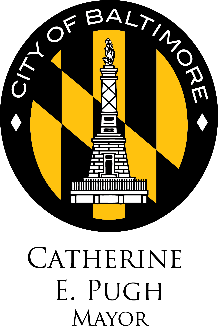 CITY OF BALTIMORE
CATHERINE
E. PUGH
MAYOR